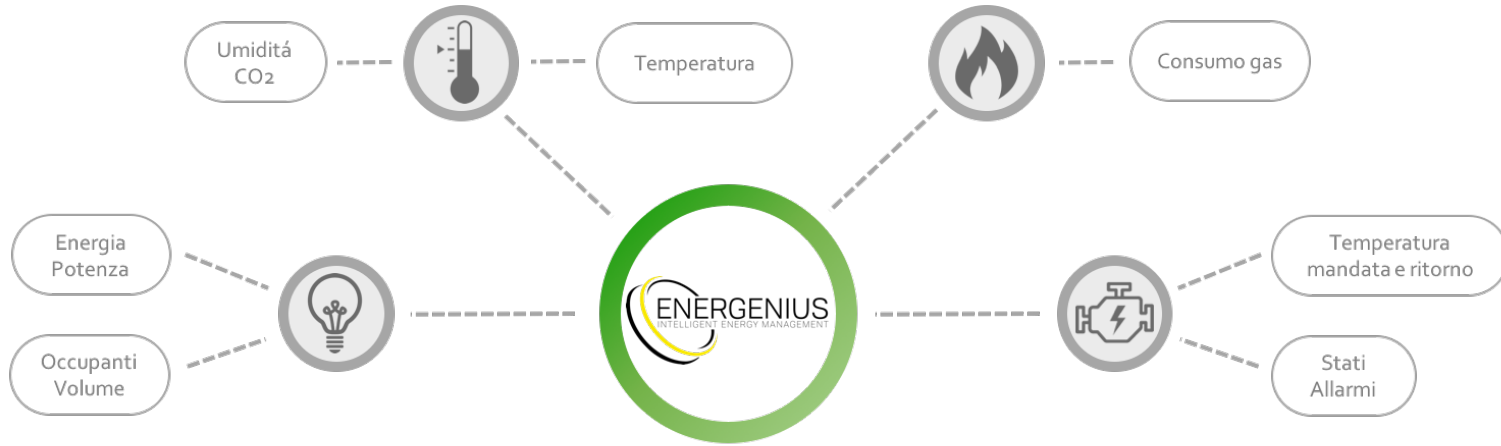 Umiditá
CO2
Temperatura
Consumo gas
Energia
Potenza
Occupanti
Volume
ENERGENIUS
INTELLIGENT ENERGY MANAGEMENT
Temperatura
mandata e ritorno
Stati
Allarmi